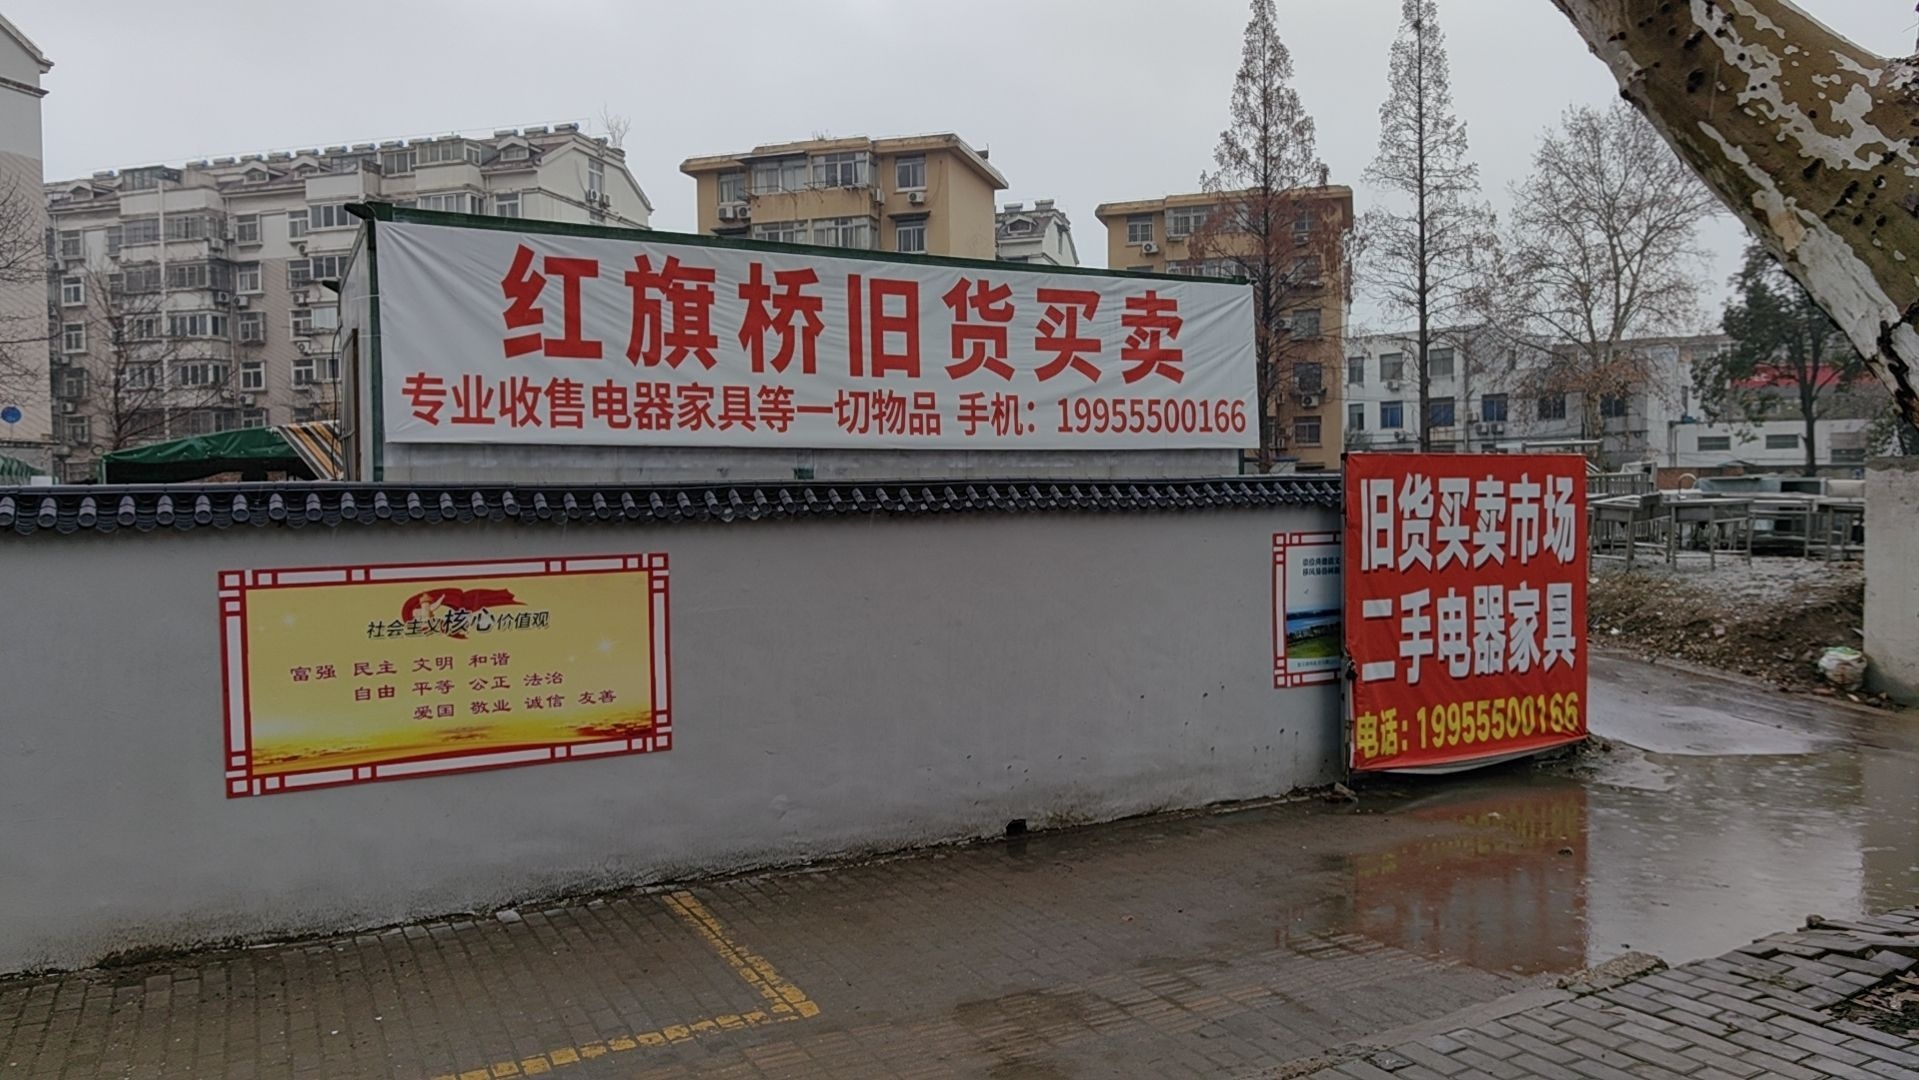 红旗桥旧货买卖
专业收售电器家具等一切物品 手机：19955500166
旧货买卖市场
二手电器家具
电话：19955500166
社会主义核心价值观
富强 民主 文明 和谐
自由 平等 公正 法治
爱国 敬业 诚信 友善